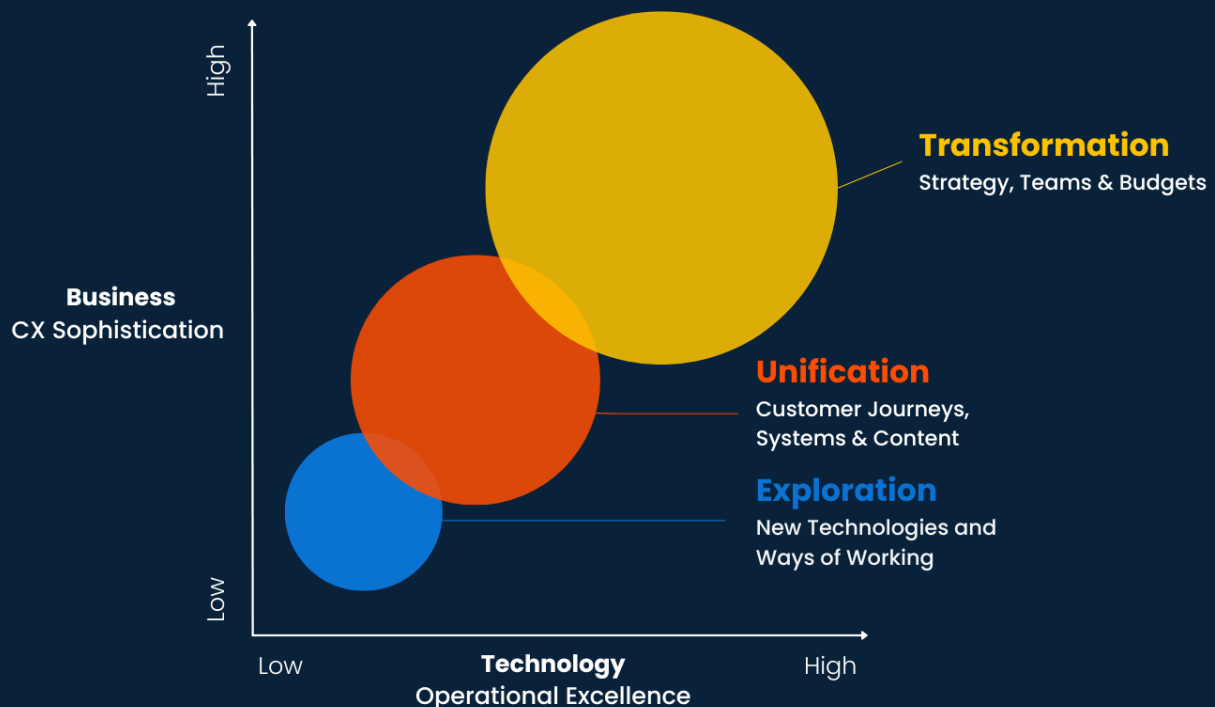 High
Transformation
Strategy, Teams & Budgets
Business
CX Sophistication
Unification
Customer Journeys,
Systems & Content
Exploration
New Technologies and
Ways of Working
Low
Low
Technology
High
Operational Excellence